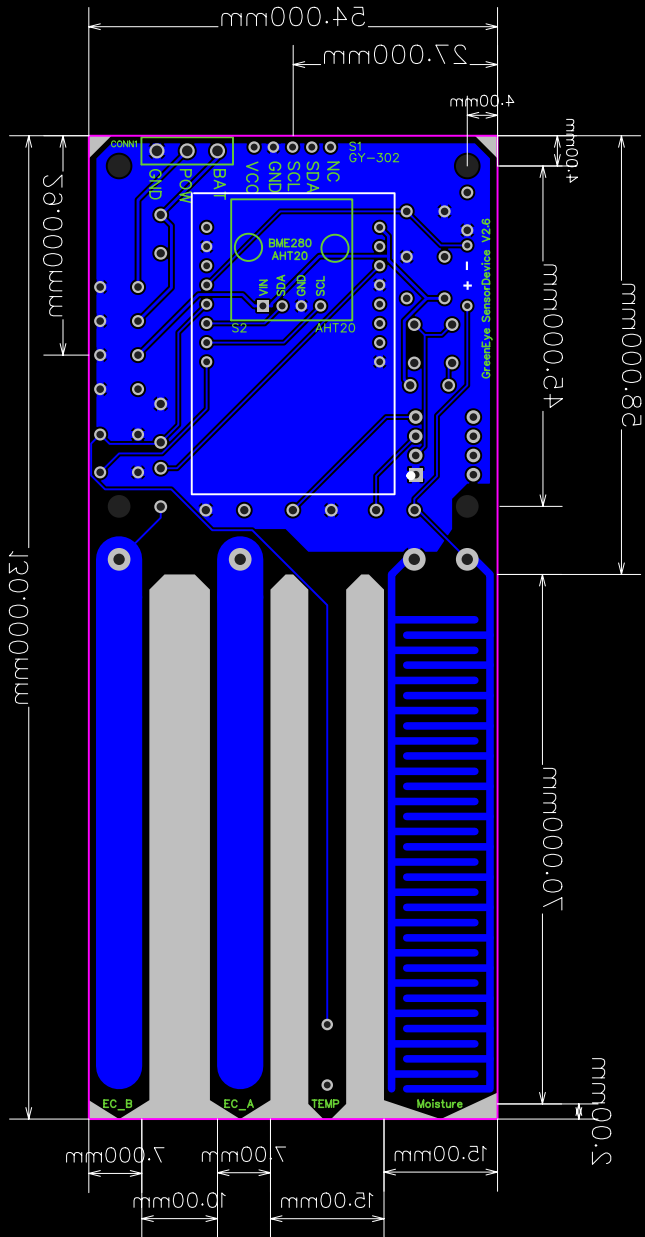 54.000mm
27.000mm
4.00mm
4.00mm
CONN1
GND
POW
BAT
VCC
GND
SCL
SDA
NC
S1
GY-302
29.000mm
BME280
AHT20
VIN
SDA
GND
SCL
S2
AHT20
-
+
GreenEye SensorDevice V2.6
45.000mm
58.000mm
130.000mm
70.000mm
EC_B
EC_A
TEMP
Moisture
2.00mm
7.000mm
7.00mm
15.00mm
10.00mm
15.00mm